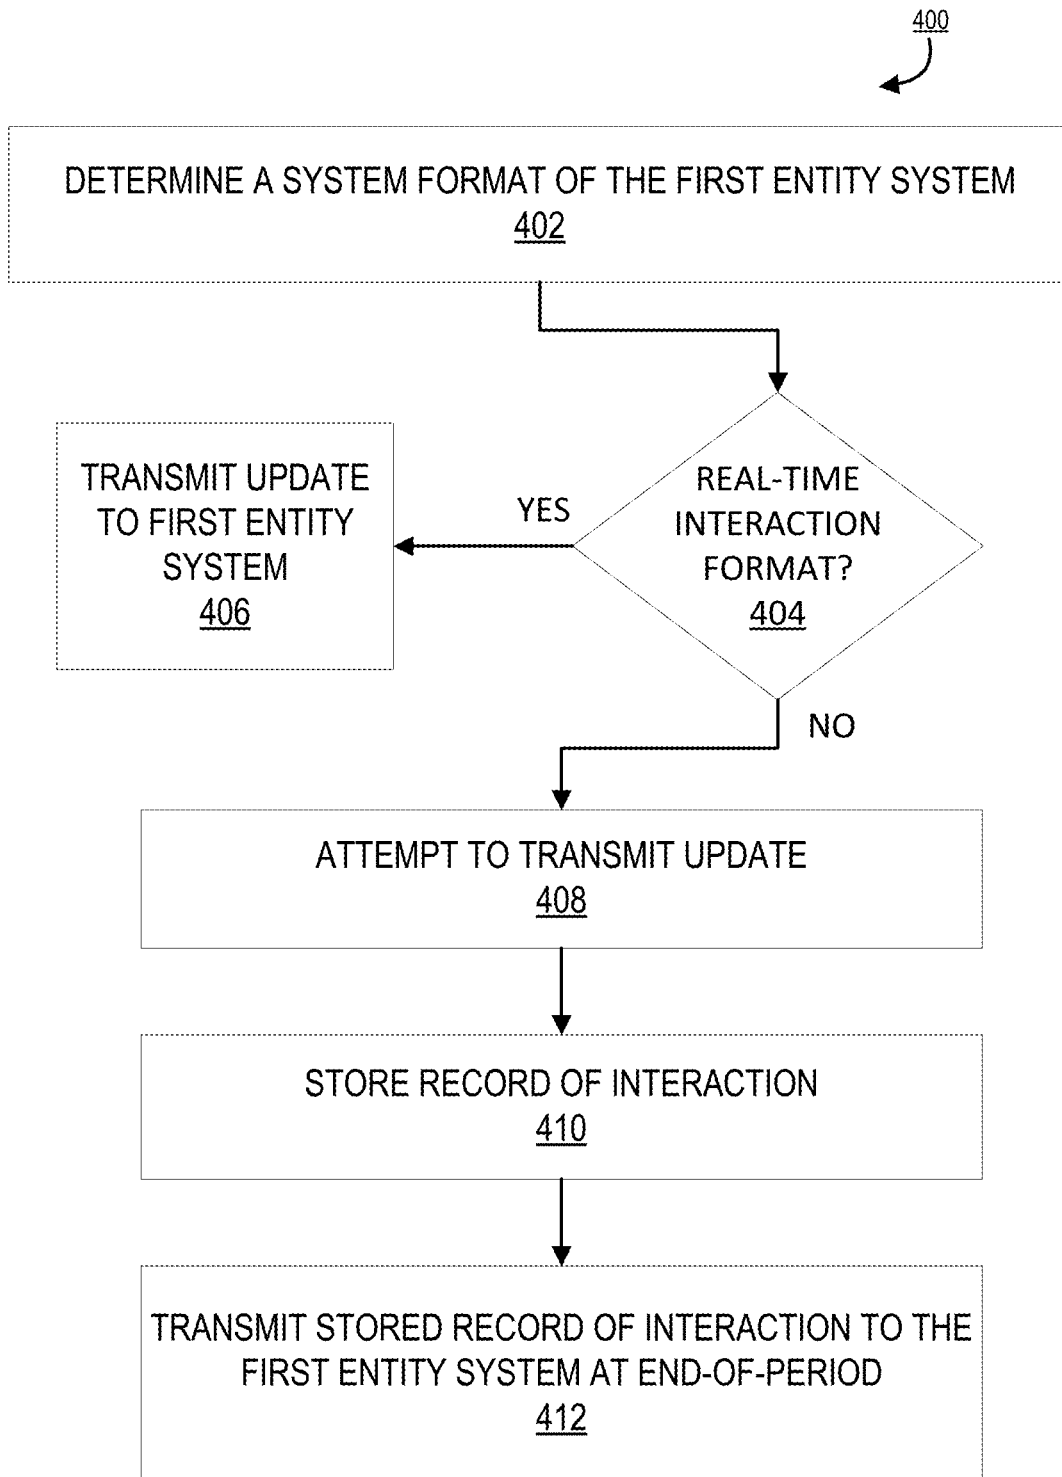 400
DETERMINE A SYSTEM FORMAT OF THE FIRST ENTITY SYSTEM
402
REAL-TIME
INTERACTION
FORMAT?
404
YES
TRANSMIT UPDATE
TO FIRST ENTITY
SYSTEM
406
NO
ATTEMPT TO TRANSMIT UPDATE
408
STORE RECORD OF INTERACTION
410
TRANSMIT STORED RECORD OF INTERACTION TO THE
FIRST ENTITY SYSTEM AT END-OF-PERIOD
412